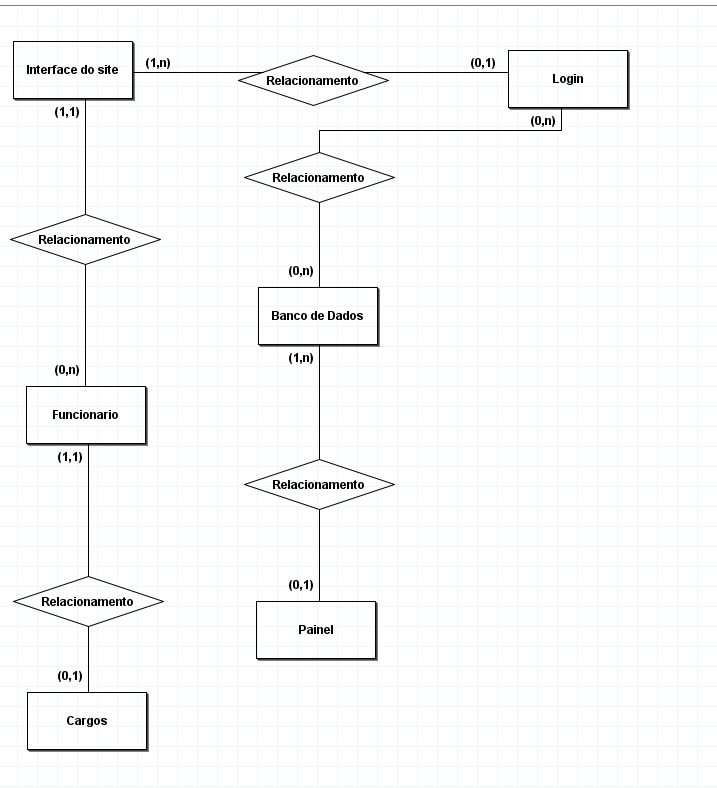 Interface do site
(1,n)
Relacionamento
(0,1)
Login
(1,1)
(0,n)
Relacionamento
Relacionamento
(0,n)
Banco de Dados
(1,n)
(0,n)
Funcionario
(1,1)
Relacionamento
(0,1)
Painel
Relacionamento
(0,1)
Cargos